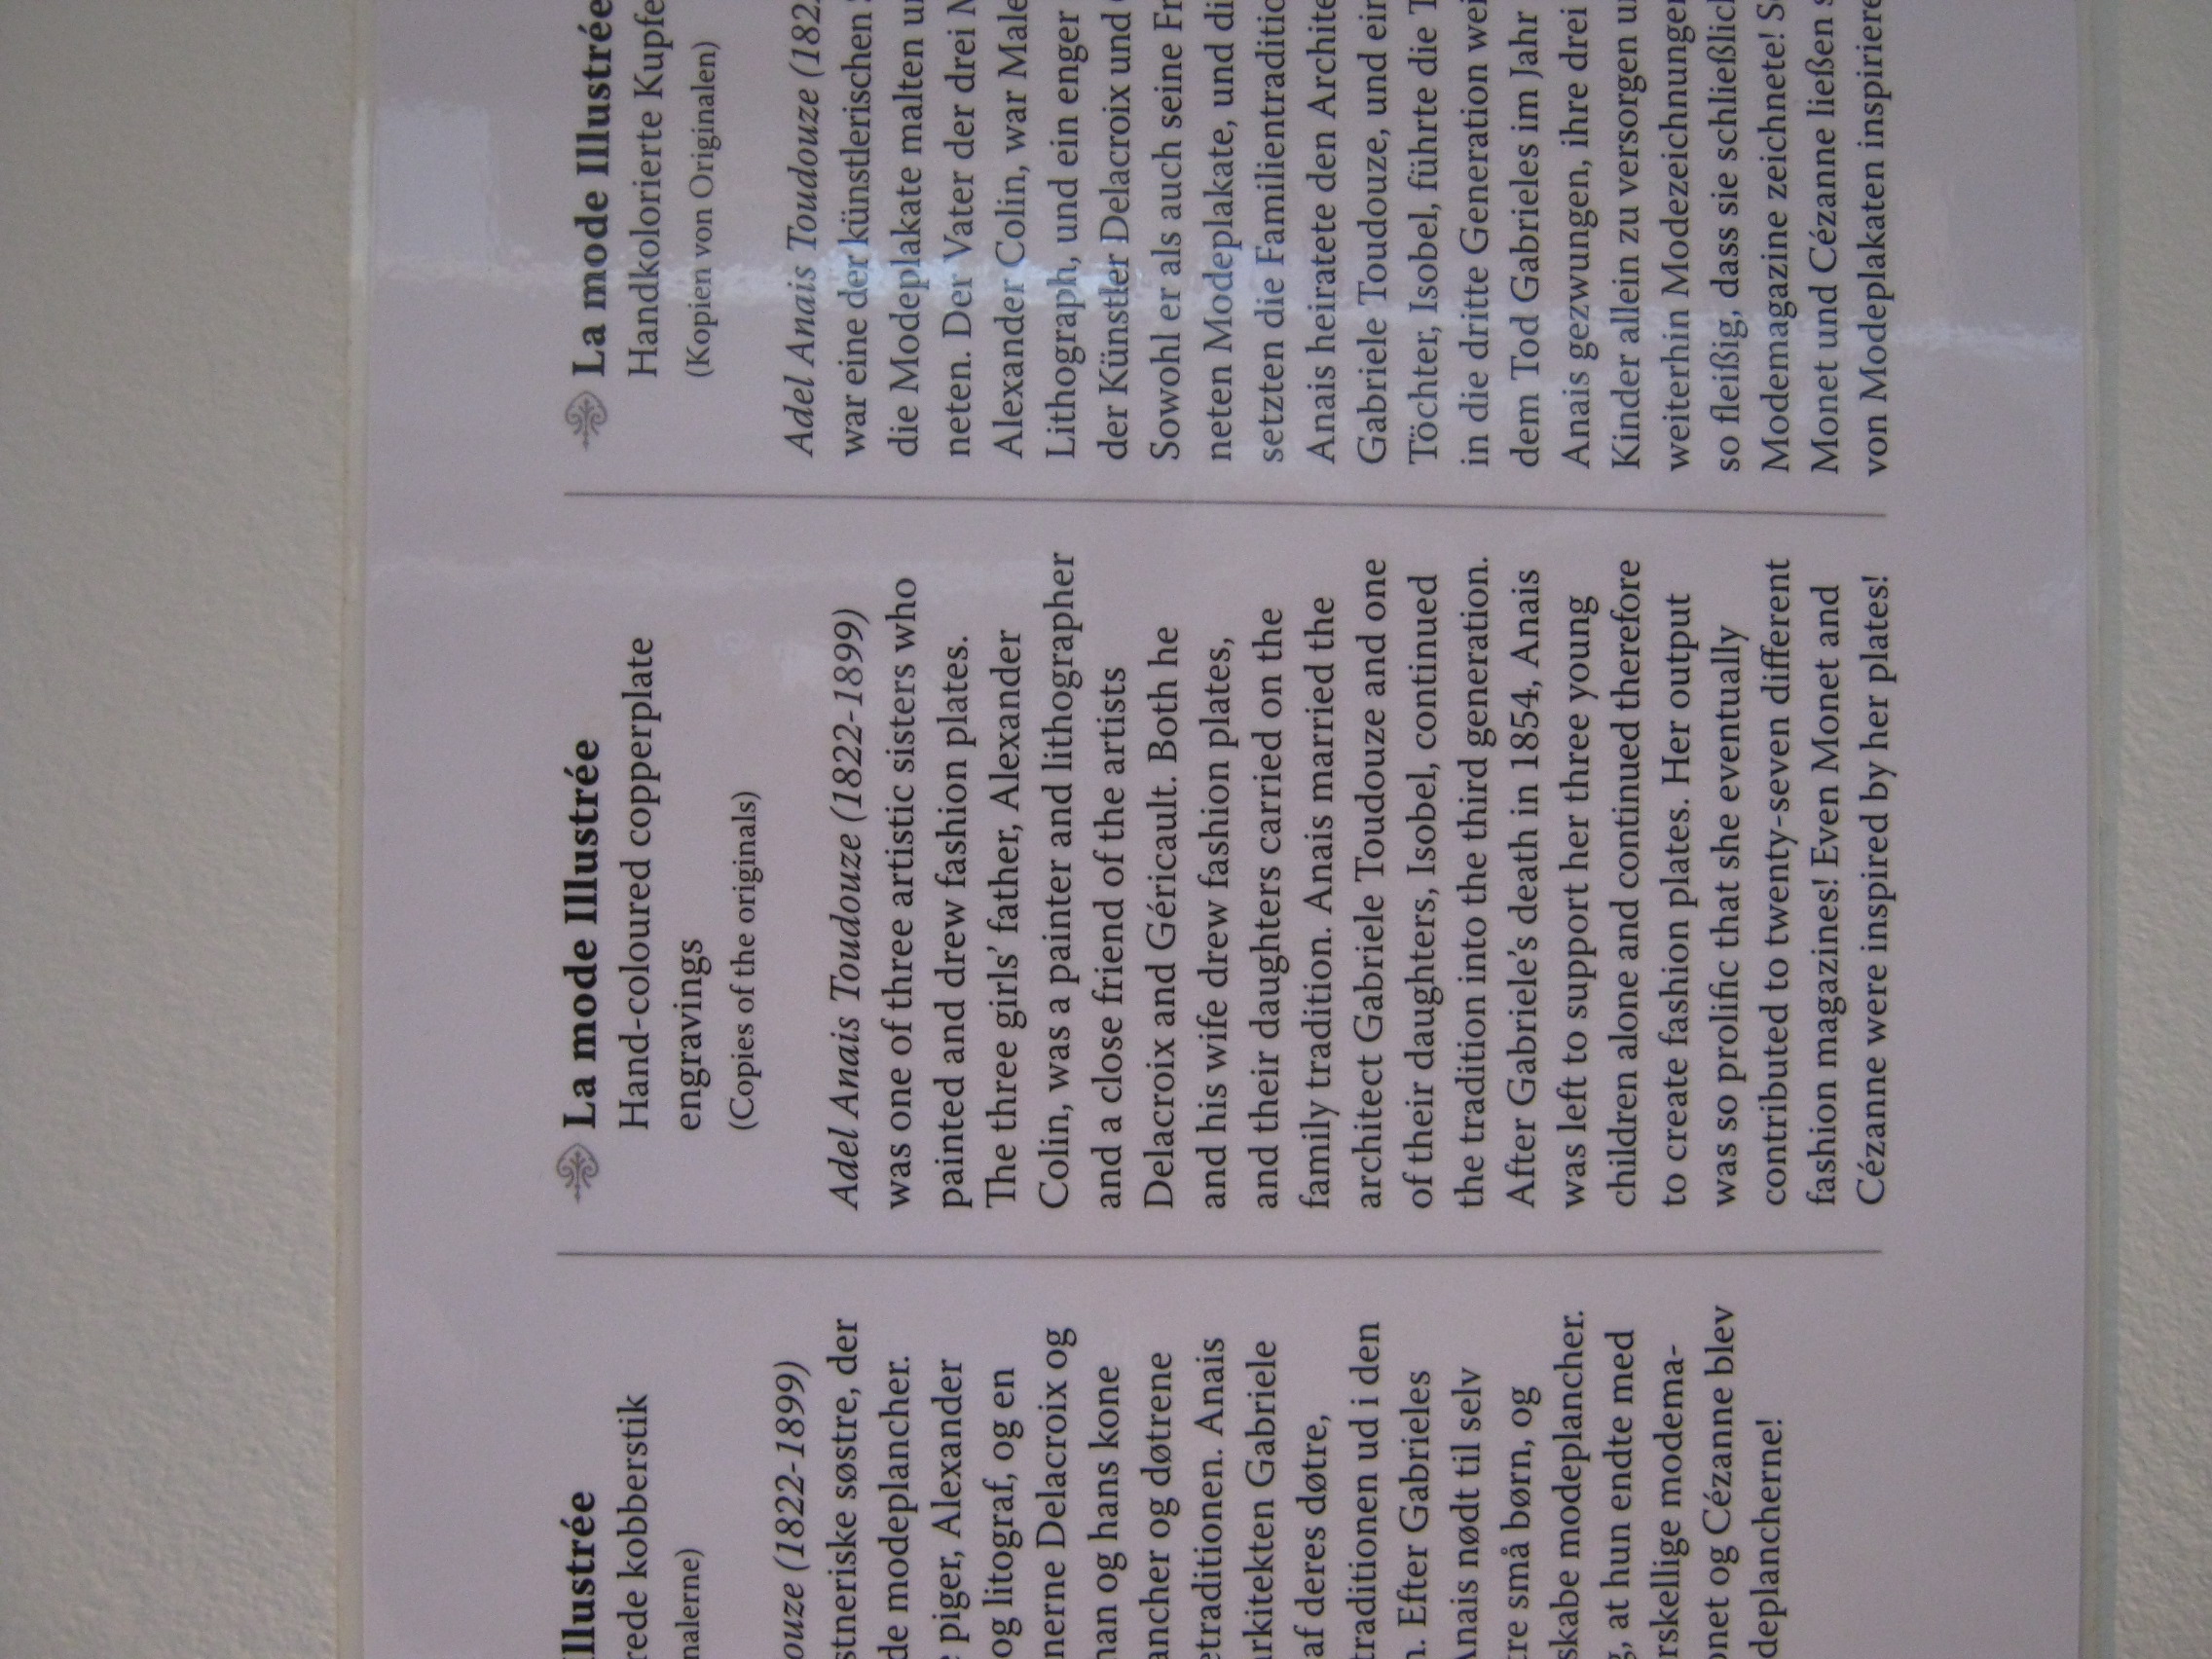 llustrée
rede kobberstik
nalerne)
ouze (1822-1899)
stneriske søstre, der
de modeplancher.
piger, Alexander
og litograf, og en
nerne Delacroix og
han og hans kone
ancher og døtrene
etraditionen. Anais
arkitekten Gabriele
af deres døtre,
traditionen ud i den
n. Efter Gabrieles
Anais nødt til selv
tre små børn, og
skabe modeplancher.
g, at hun endte med
rskellige modema-
onet og Cézanne blev
deplancherne!
La mode Illustrée
Hand-coloured copperplate
engravings
(Copies of the originals)
Adel Anais Toudouze (1822-1899)
was one of three artistic sisters who
painted and drew fashion plates.
The three girls’ father, Alexander
Colin, was a painter and lithographer
and a close friend of the artists
Delacroix and Géricault. Both he
and his wife drew fashion plates,
and their daughters carried on the
family tradition. Anais married the
architect Gabriele Toudouze and one
of their daughters, Isobel, continued
the tradition into the third generation.
After Gabriele’s death in 1854, Anais
was left to support her three young
children alone and continued therefore
to create fashion plates. Her output
was so prolific that she eventually
contributed to twenty-seven different
fashion magazines! Even Monet and
Cézanne were inspired by her plates!
La mode Illustrée
Handkolorierte Kupfe
(Kopien von Originalen)
Adel Anais Toudouze (182
war eine der künstlerischen
die Modeplakate malten u
neten. Der Vater der drei M
Alexander Colin, war Male
Lithograph, und ein enger
der Künstler Delacroix und
Sowohl er als auch seine Fr
neten Modeplakate, und di
setzten die Familientraditio
Anais heiratete den Archite
Gabriele Toudouze, und ein
Töchter, Isobel, führte die T
in die dritte Generation wei
dem Tod Gabrieles im Jahr
Anais gezwungen, ihre drei
Kinder allein zu versorgen u
weiterhin Modezeichnunge
so fleißig, dass sie schließlic
Modemagazine zeichnete! S
Monet und Cézanne ließen s
von Modeplakaten inspiriere